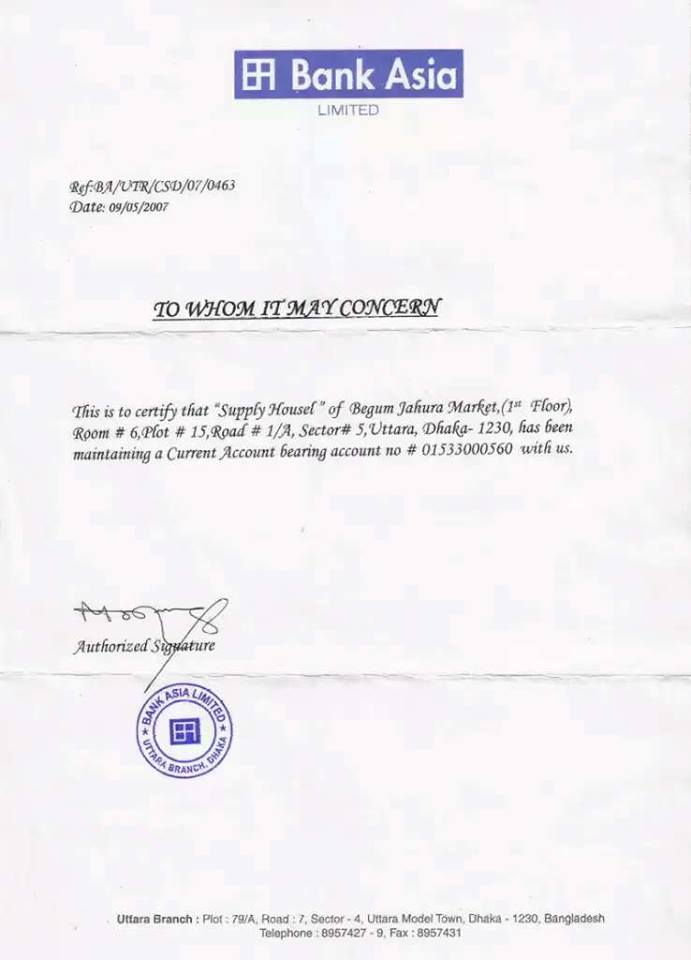 Bank Asia
LIMITED
Ref:BA/UTR/CSD/07/0463
Date: 09/05/2007
TO WHOM IT MAY CONCERN
This is to certify that “Supply Housel ” of Begum Jahura Market,(1st Floor),
Room # 6,Plot # 15,Road # 1/A, Sector# 5,Uttara, Dhaka- 1230, has been
maintaining a Current Account bearing account no # 01533000560 with us.
Authorized Signature
★ BANK ASIA LIMITED ★
UTTARA BRANCH, DHAKA
Uttara Branch : Plot : 79/A, Road : 7, Sector - 4, Uttara Model Town, Dhaka - 1230, Bangladesh
Telephone : 8957427 - 9, Fax : 8957431